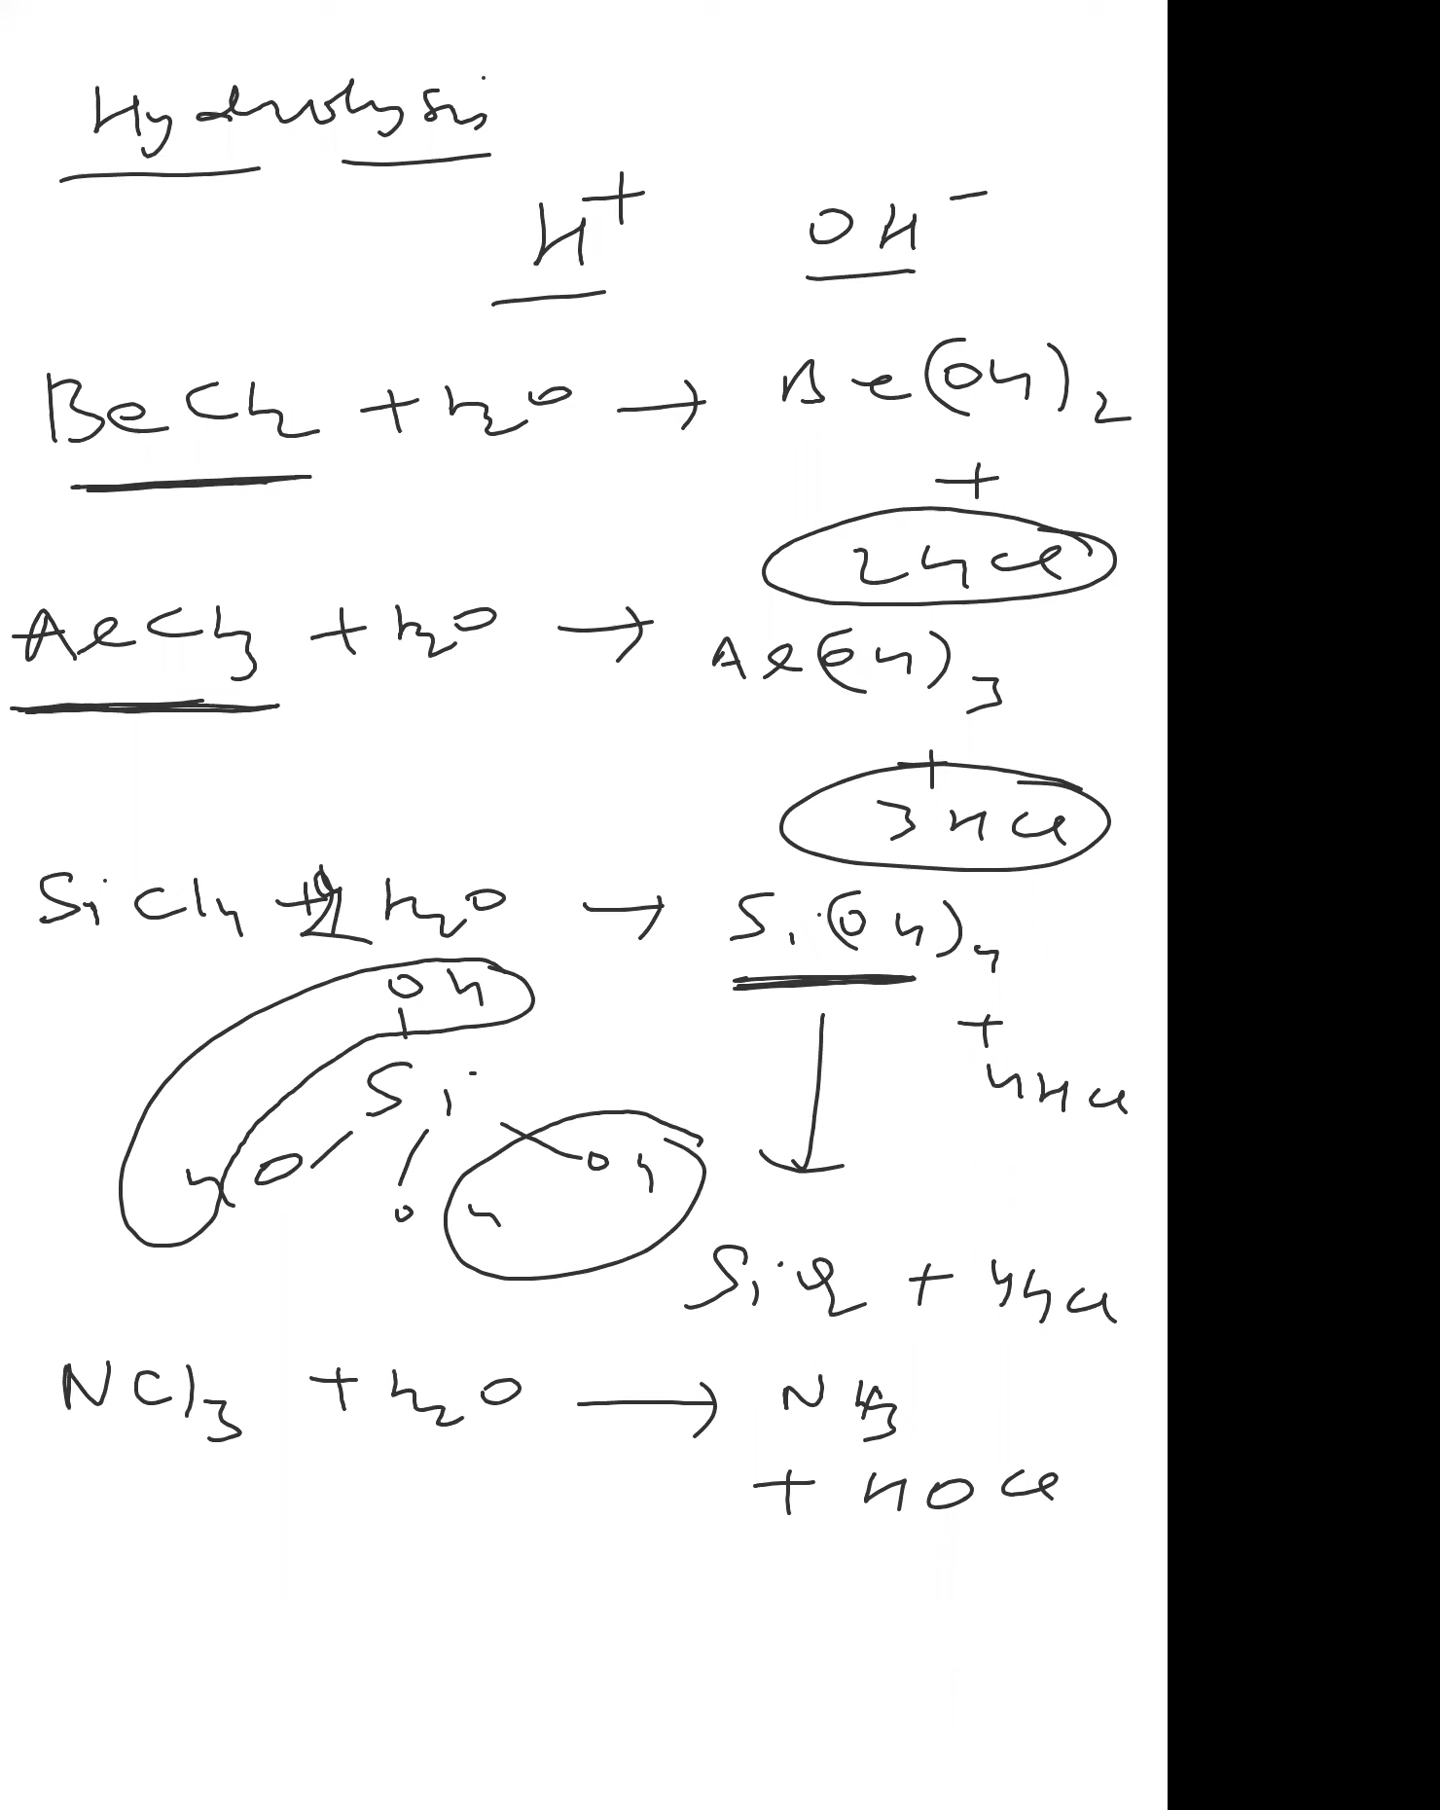 Hydrolysis
H⁺ OH⁻
BeCl₂ + H₂O → Be(OH)₂
+
2HCl
AlCl₃ + H₂O → Al(OH)₃
+
3HCl
SiCl₄ + H₂O → Si(OH)₄
+
4HCl
OH
Si
HO OH
O H
SiO₂ + 4HCl
NCl₃ + H₂O → NH₃
+ HOCl